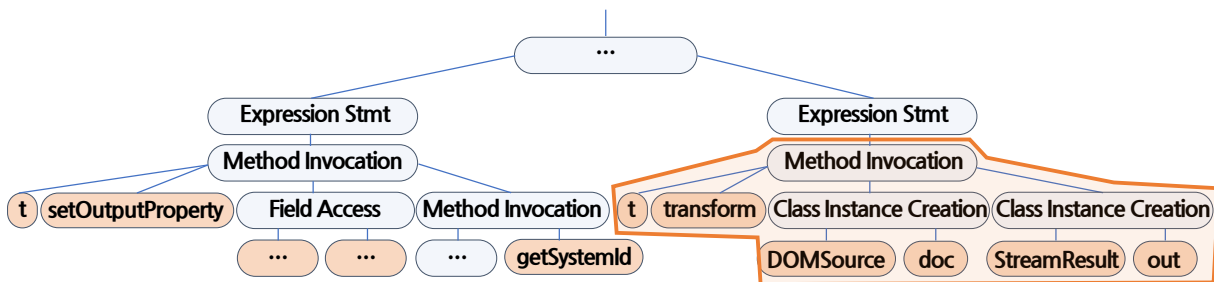 ...
Expression Stmt Expression Stmt
Method Invocation Method Invocation
t setOutputProperty Field Access Method Invocation t transform Class Instance Creation Class Instance Creation
... ... ... getSystemId DOMSource doc StreamResult out